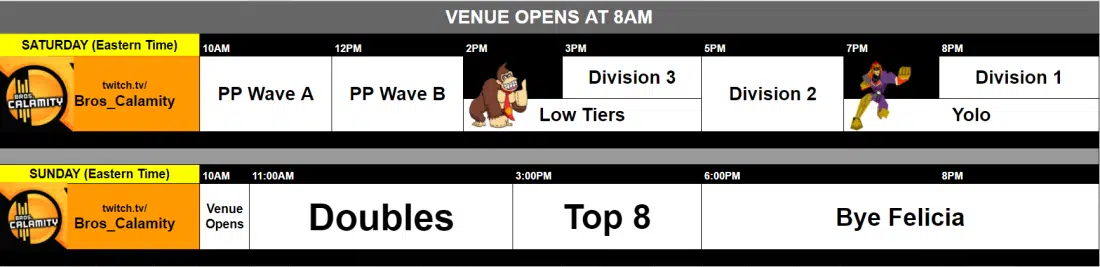 VENUE OPENS AT 8AM
SATURDAY (Eastern Time)
10AM
12PM
2PM
3PM
5PM
7PM
8PM
BROS.
CALAMITY
twitch.tv/
Bros_Calamity
PP Wave A
PP Wave B
Division 3
Low Tiers
Division 2
Division 1
Yolo
SUNDAY (Eastern Time)
10AM
11:00AM
3:00PM
6:00PM
8PM
BROS.
CALAMITY
twitch.tv/
Bros_Calamity
Venue
Opens
Doubles
Top 8
Bye Felicia